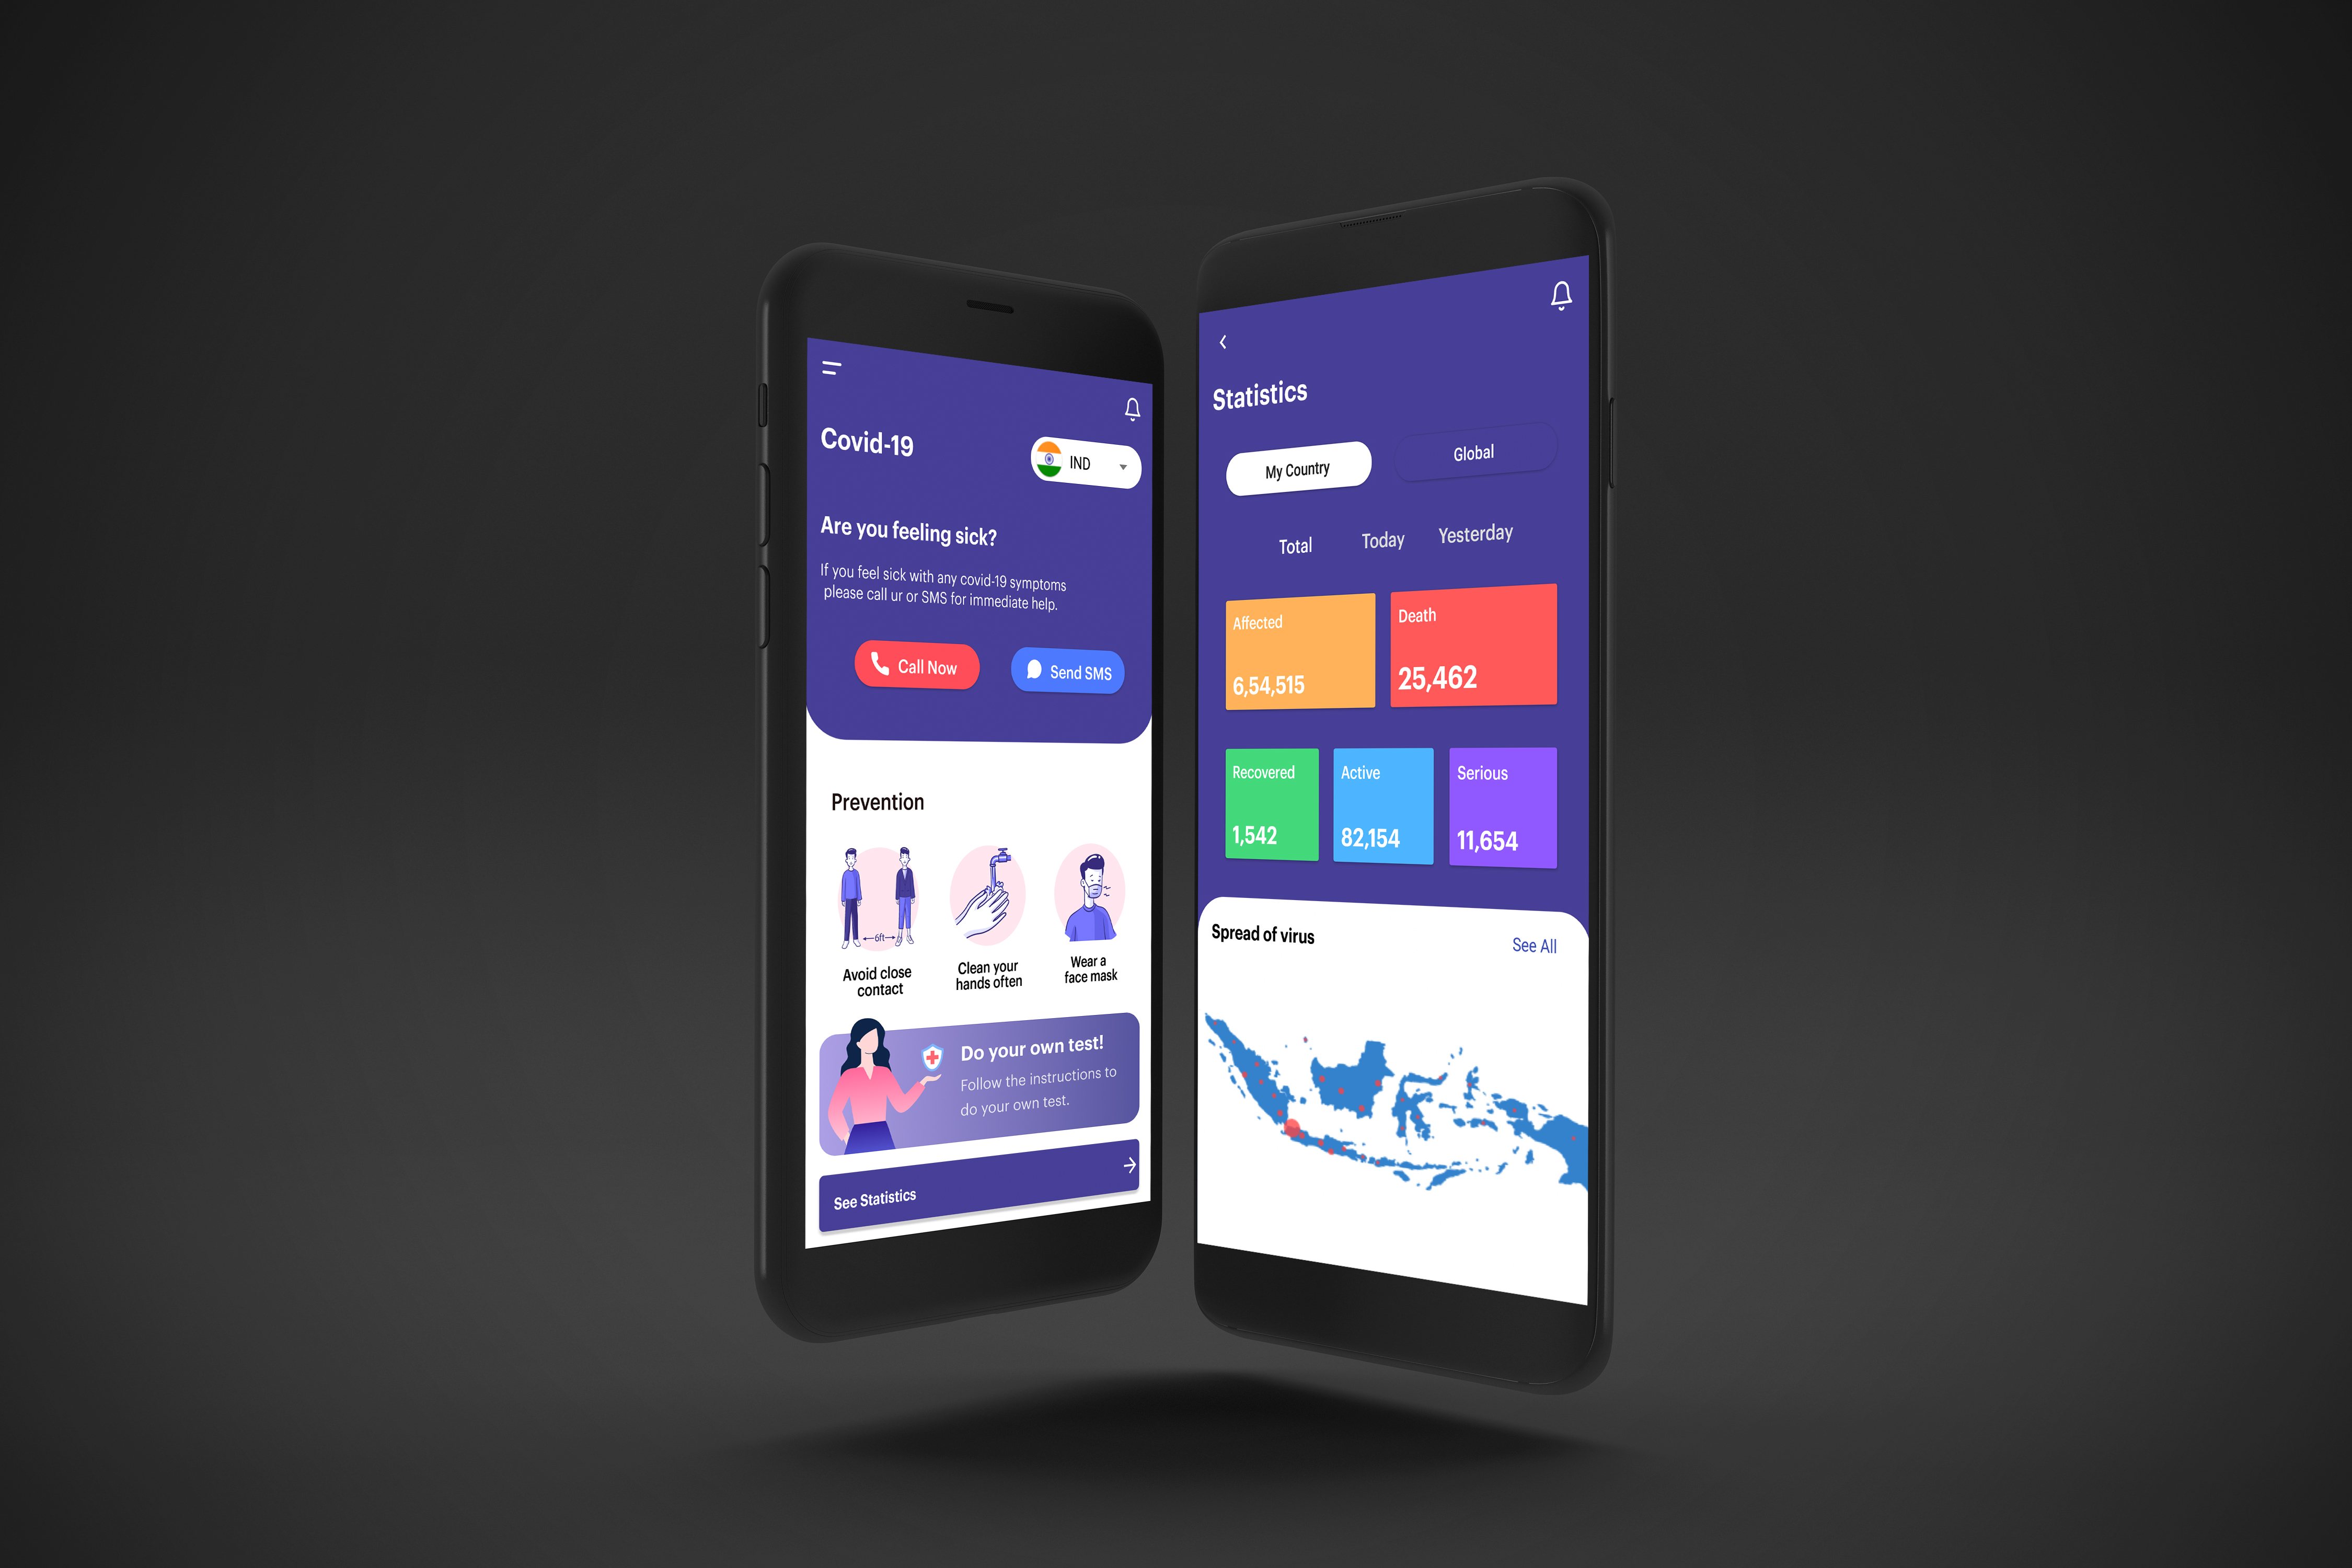 Covid-19
IND
Are you feeling sick?
If you feel sick with any covid-19 symptoms
please call ur or SMS for immediate help.
Call Now
Send SMS
Prevention
6ft
Avoid close
contact
Clean your
hands often
Wear a
face mask
Do your own test!
Follow the instructions to
do your own test.
See Statistics
Statistics
My Country
Global
Total
Today
Yesterday
Affected
6,54,515
Death
25,462
Recovered
1,542
Active
82,154
Serious
11,654
Spread of virus
See All